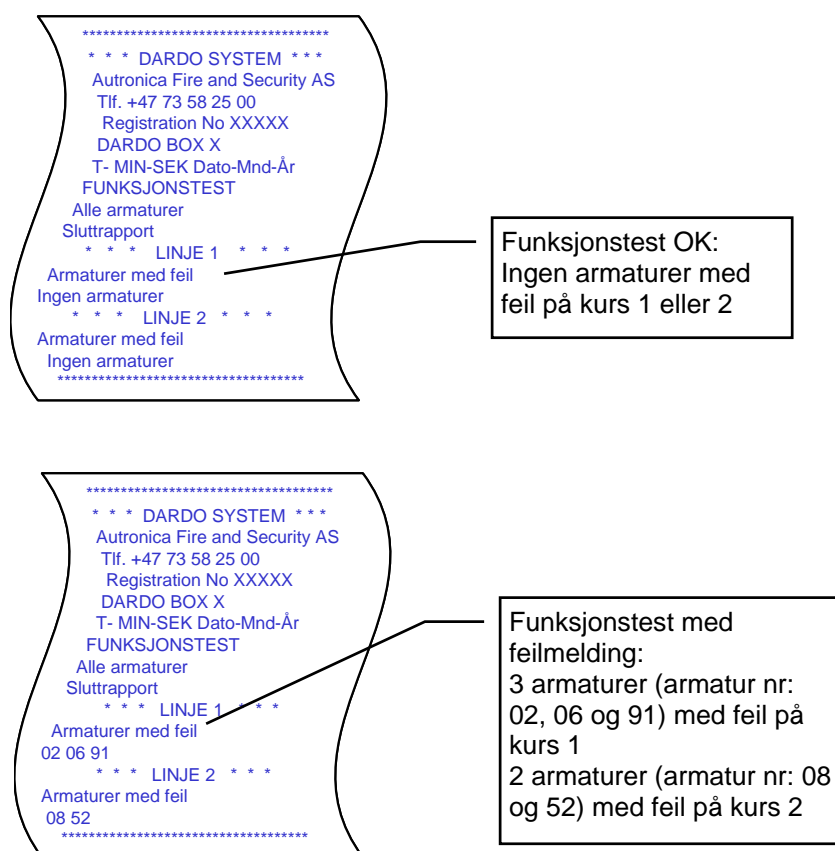 ************************************
* * * DARDO SYSTEM * * *
Autronica Fire and Security AS
Tlf. +47 73 58 25 00
Registration No XXXXX
DARDO BOX X
T- MIN-SEK Dato-Mnd-År
FUNKSJONSTEST
Alle armaturer
Sluttrapport
* * * LINJE 1 * * *
Armaturer med feil
Ingen armaturer
* * * LINJE 2 * * *
Armaturer med feil
Ingen armaturer
************************************
Funksjonstest OK:
Ingen armaturer med
feil på kurs 1 eller 2
************************************
* * * DARDO SYSTEM * * *
Autronica Fire and Security AS
Tlf. +47 73 58 25 00
Registration No XXXXX
DARDO BOX X
T- MIN-SEK Dato-Mnd-År
FUNKSJONSTEST
Alle armaturer
Sluttrapport
* * * LINJE 1 * * *
Armaturer med feil
02 06 91
* * * LINJE 2 * * *
Armaturer med feil
08 52
************************************
Funksjonstest med
feilmelding:
3 armaturer (armatur nr:
02, 06 og 91) med feil på
kurs 1
2 armaturer (armatur nr: 08
og 52) med feil på kurs 2